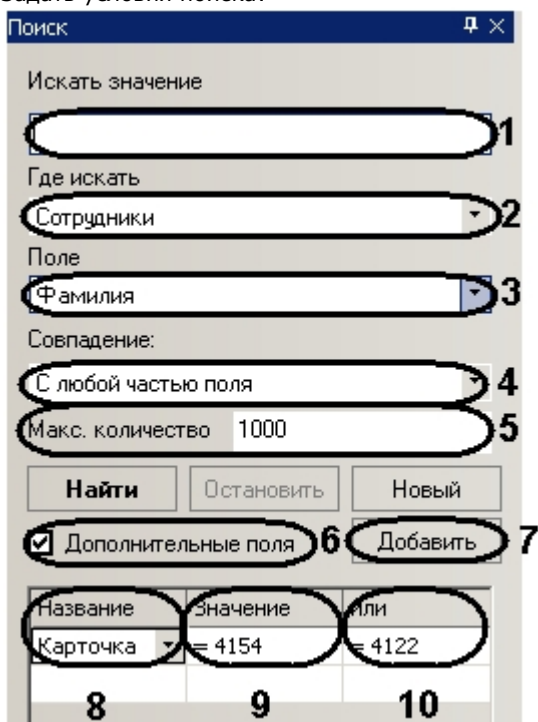 Задать условия поиска:
Поиск
Искать значение
1
Где искать
Сотрудники 2
Поле
Фамилия 3
Совпадение:
С любой частью поля 4
Макс. количество 1000 5
Найти Остановить Новый
Дополнительные поля 6 Добавить 7
Название Значение Или
Карточка = 4154 = 4122
8 9 10